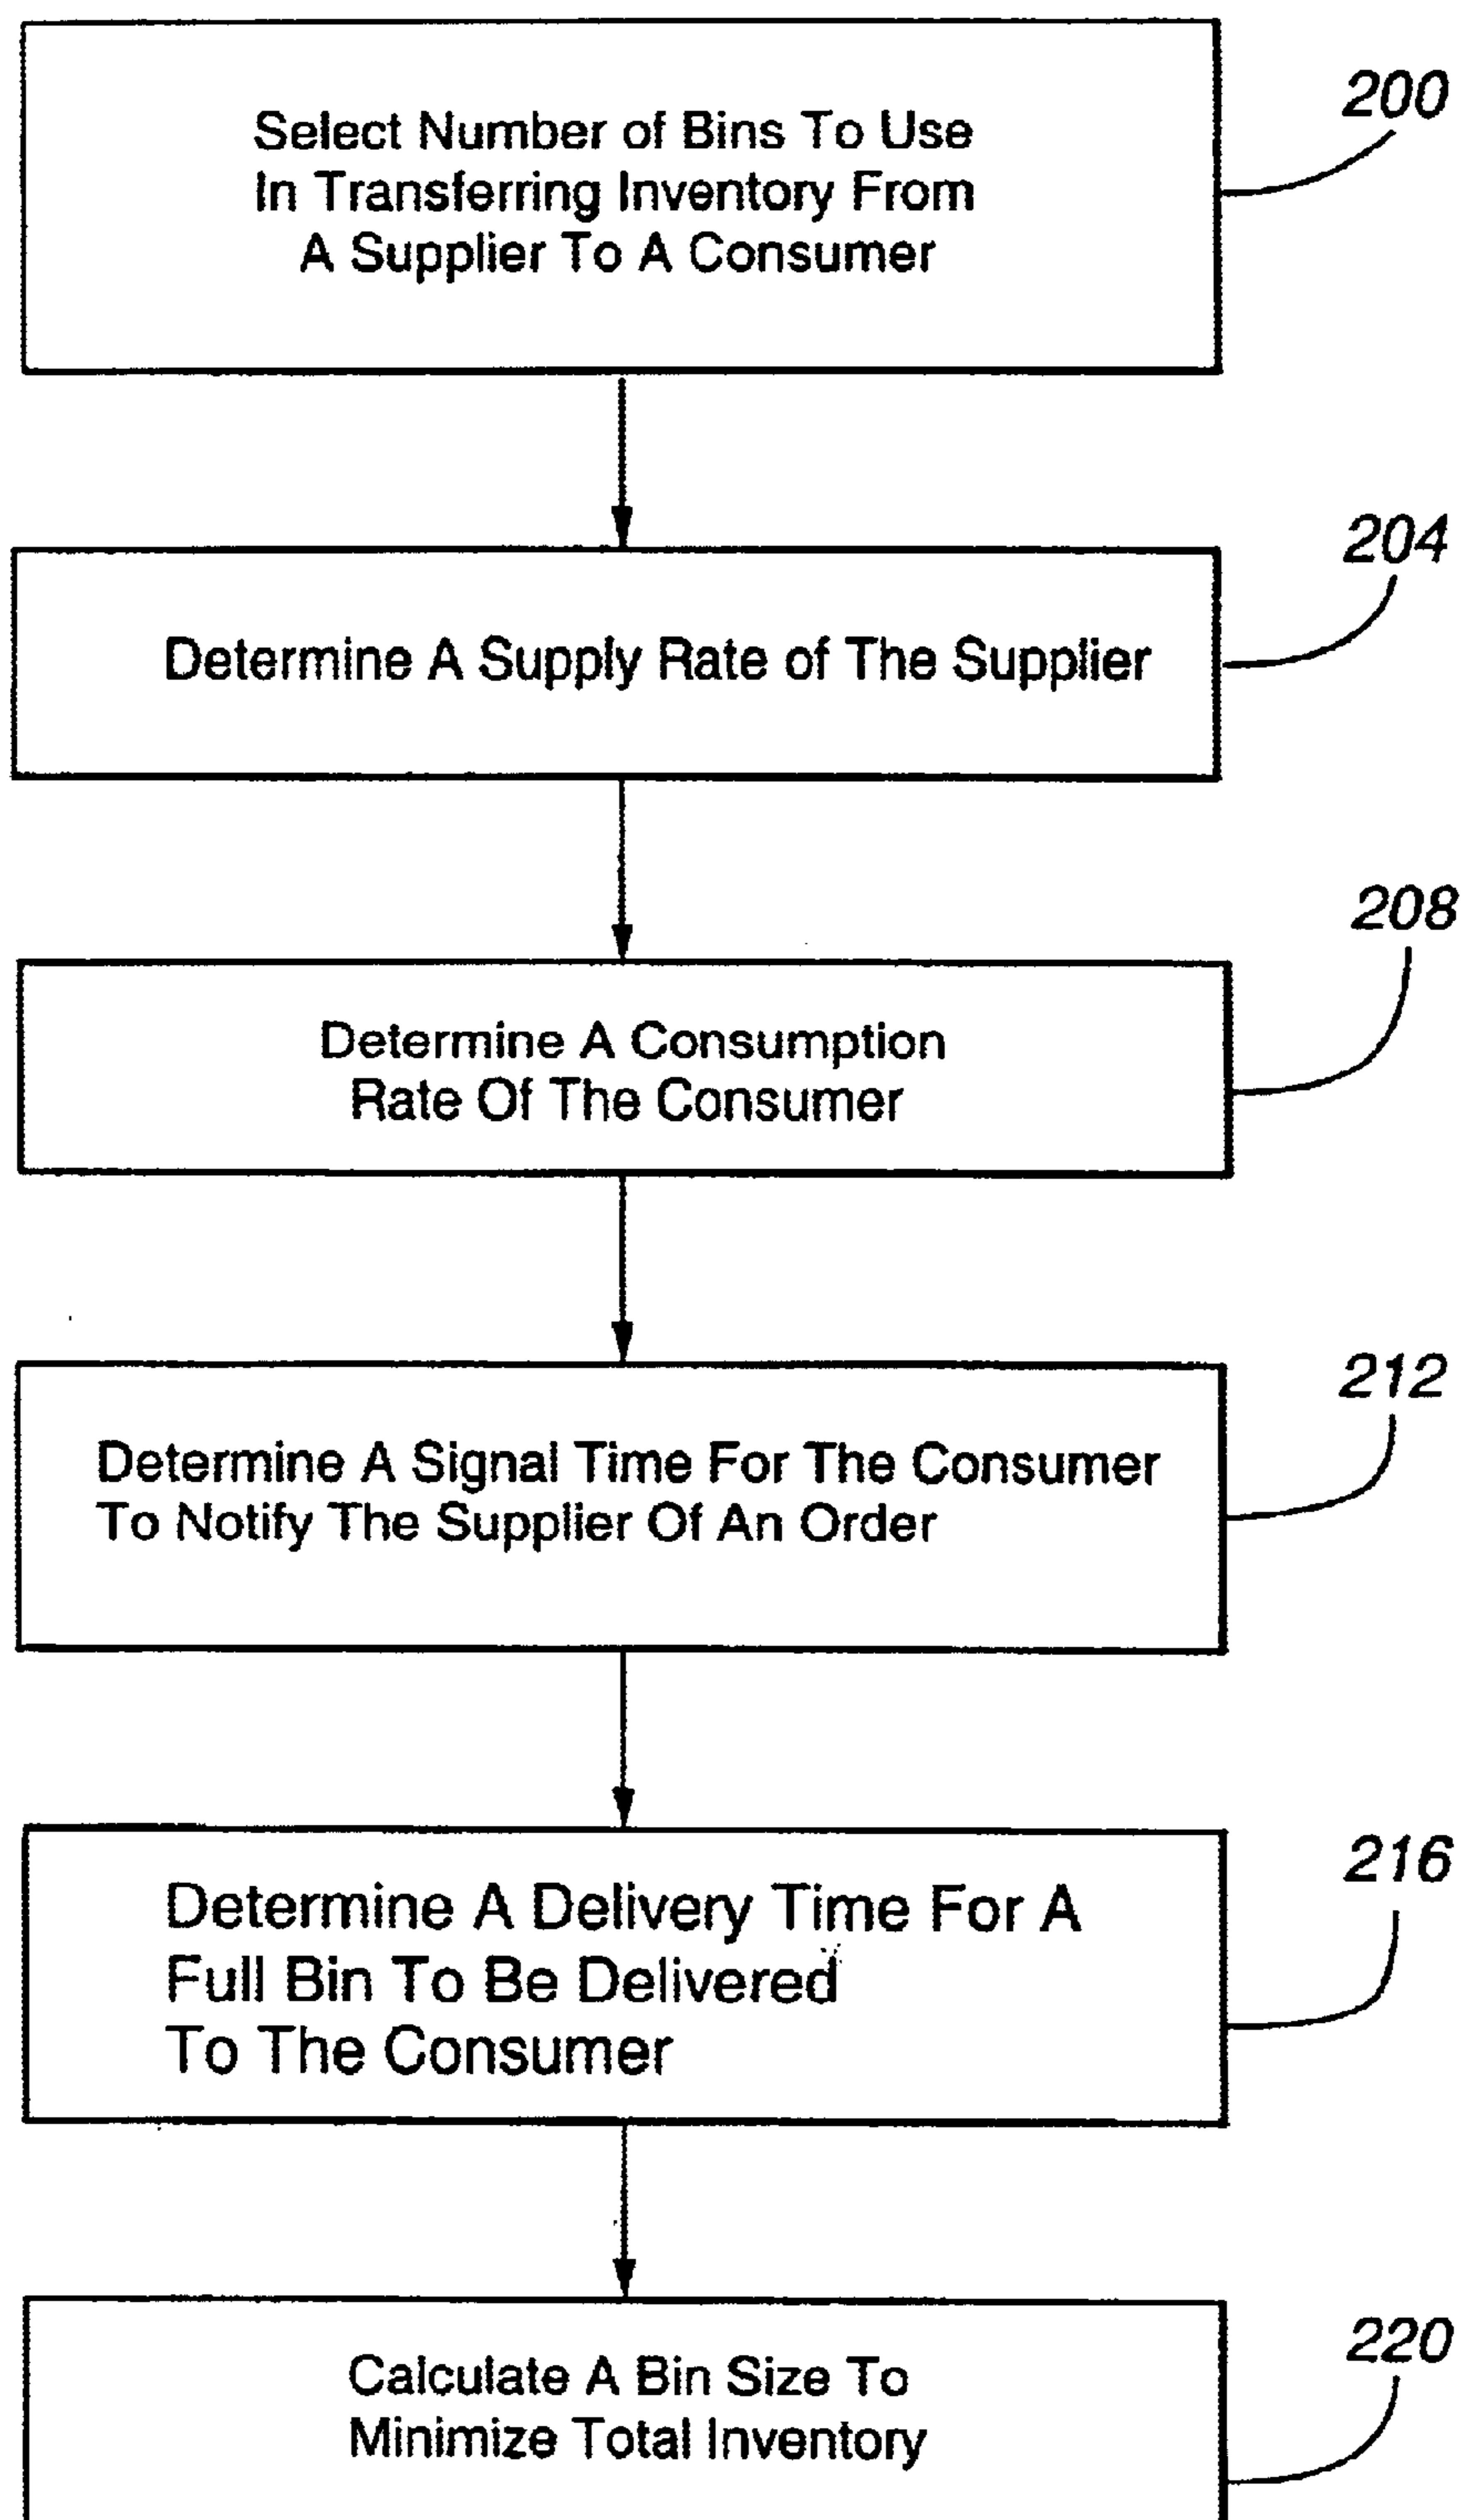 200
Select Number of Bins To Use
In Transferring Inventory From
A Supplier To A Consumer
204
Determine A Supply Rate of The Supplier
208
Determine A Consumption
Rate Of The Consumer
212
Determine A Signal Time For The Consumer
To Notify The Supplier Of An Order
216
Determine A Delivery Time For A
Full Bin To Be Delivered
To The Consumer
220
Calculate A Bin Size To
Minimize Total Inventory